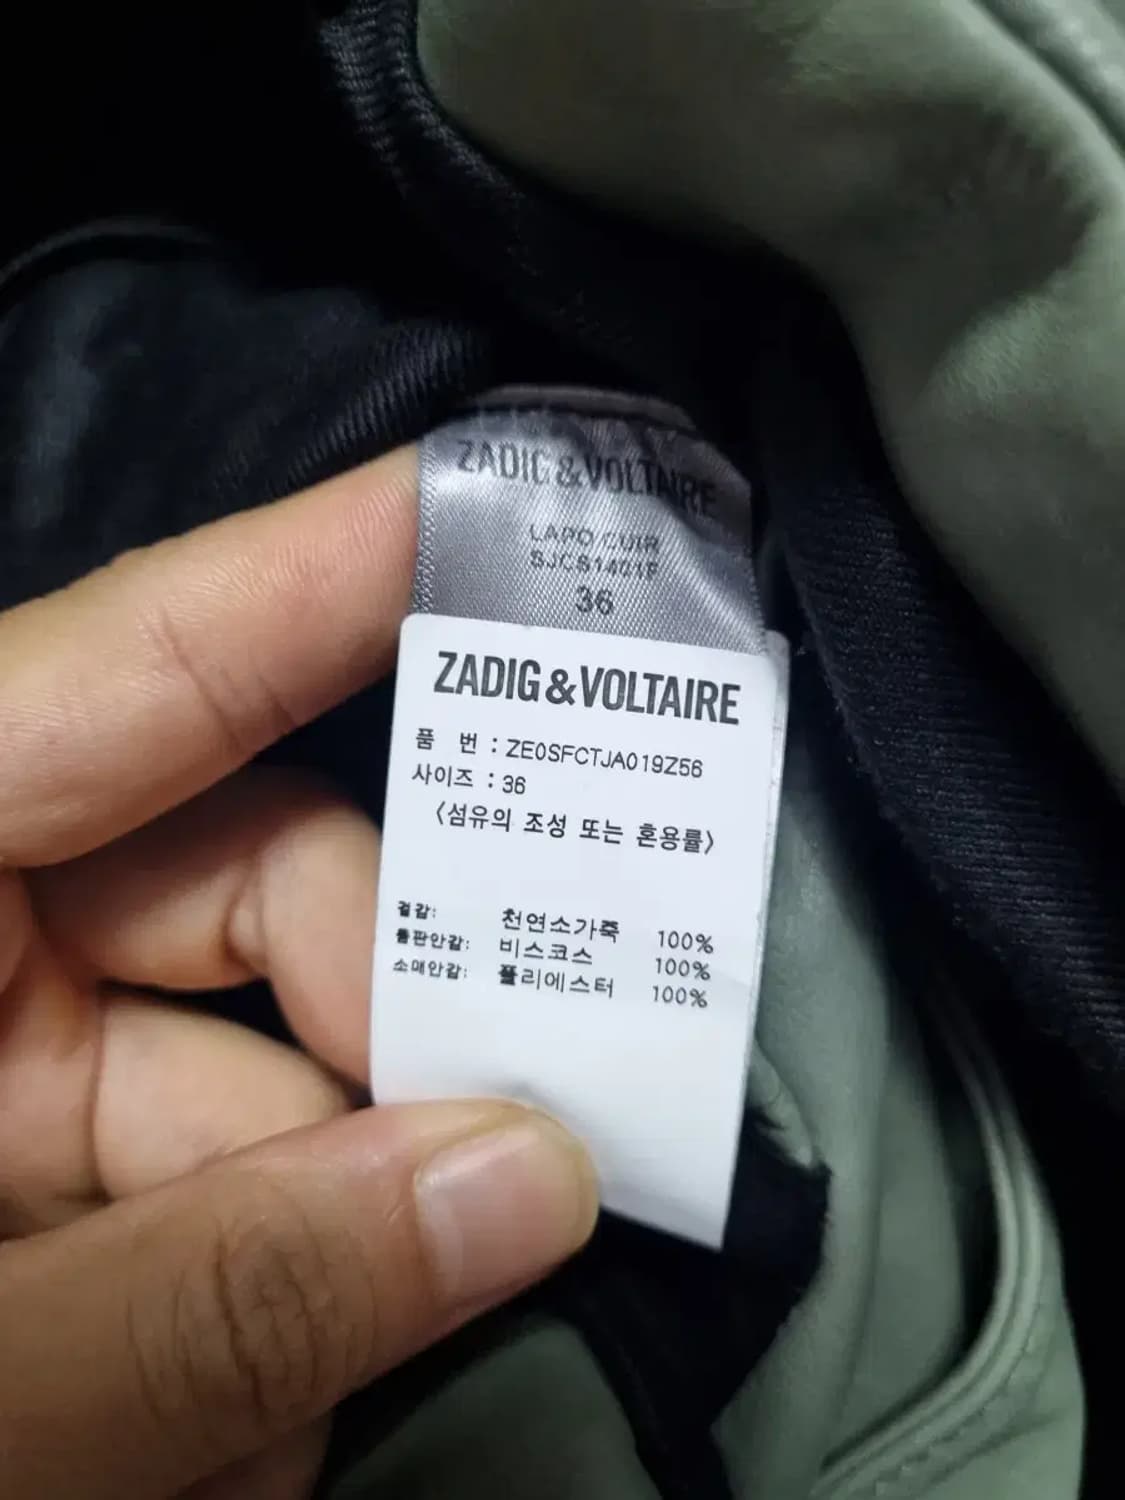 ZADIG & VOLTAIRE
LAPO CUIR
SJCS1401F
36
ZADIG & VOLTAIRE
품 번 : ZE0SFCTJA019Z56
사이즈 : 36
<섬유의 조성 또는 혼용률>
겉감: 천연소가죽 100%
몸판안감: 비스코스 100%
소매안감: 폴리에스터 100%